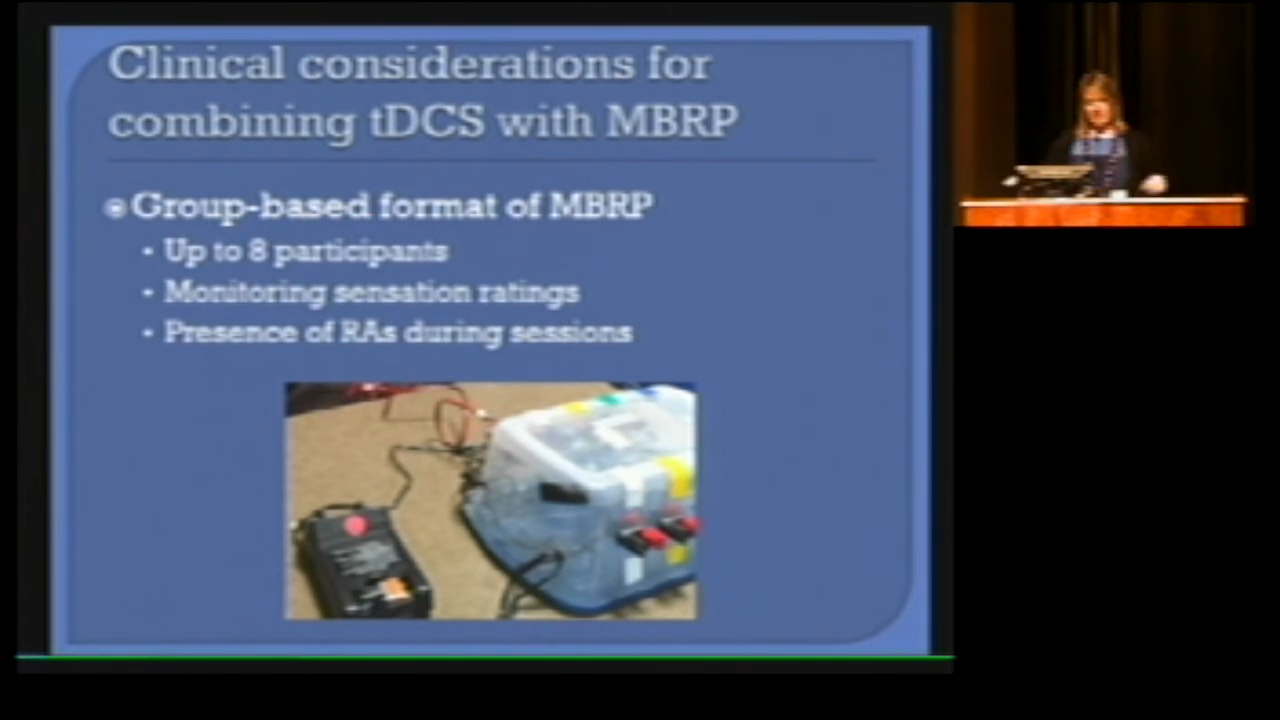 Clinical considerations for
combining tDCS with MBRP
Group-based format of MBRP
Up to 8 participants
Monitoring sensation ratings
Presence of RAs during sessions